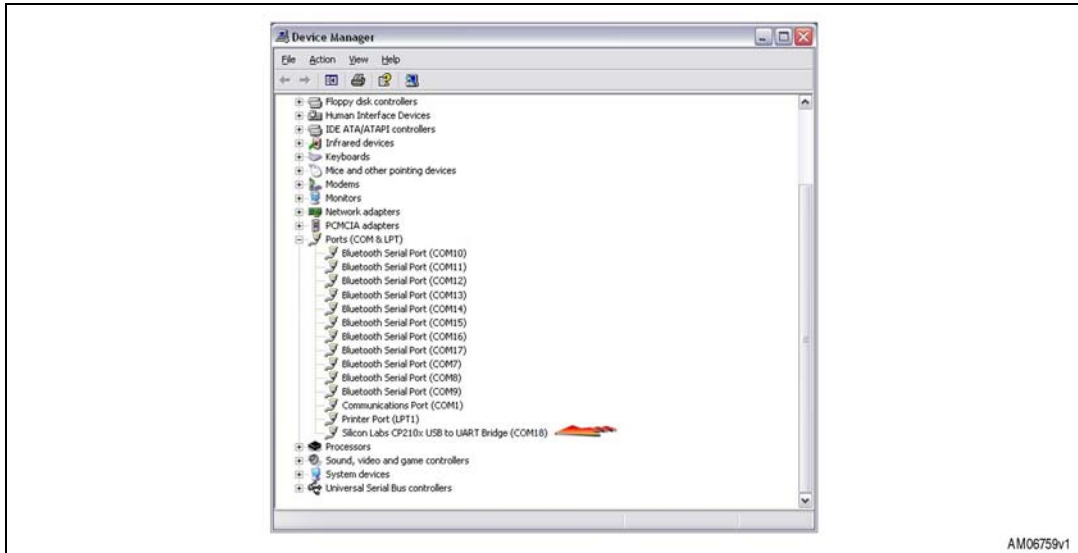 Device Manager
File Action View Help
Floppy disk controllers
Human Interface Devices
IDE ATA/ATAPI controllers
Infrared devices
Keyboards
Mice and other pointing devices
Modems
Monitors
Network adapters
PCMCIA adapters
Ports (COM & LPT)
Bluetooth Serial Port (COM10)
Bluetooth Serial Port (COM11)
Bluetooth Serial Port (COM12)
Bluetooth Serial Port (COM13)
Bluetooth Serial Port (COM14)
Bluetooth Serial Port (COM15)
Bluetooth Serial Port (COM16)
Bluetooth Serial Port (COM17)
Bluetooth Serial Port (COM7)
Bluetooth Serial Port (COM8)
Bluetooth Serial Port (COM9)
Communications Port (COM1)
Printer Port (LPT1)
Silicon Labs CP210x USB to UART Bridge (COM18)
Processors
Sound, video and game controllers
System devices
Universal Serial Bus controllers
AM06759v1